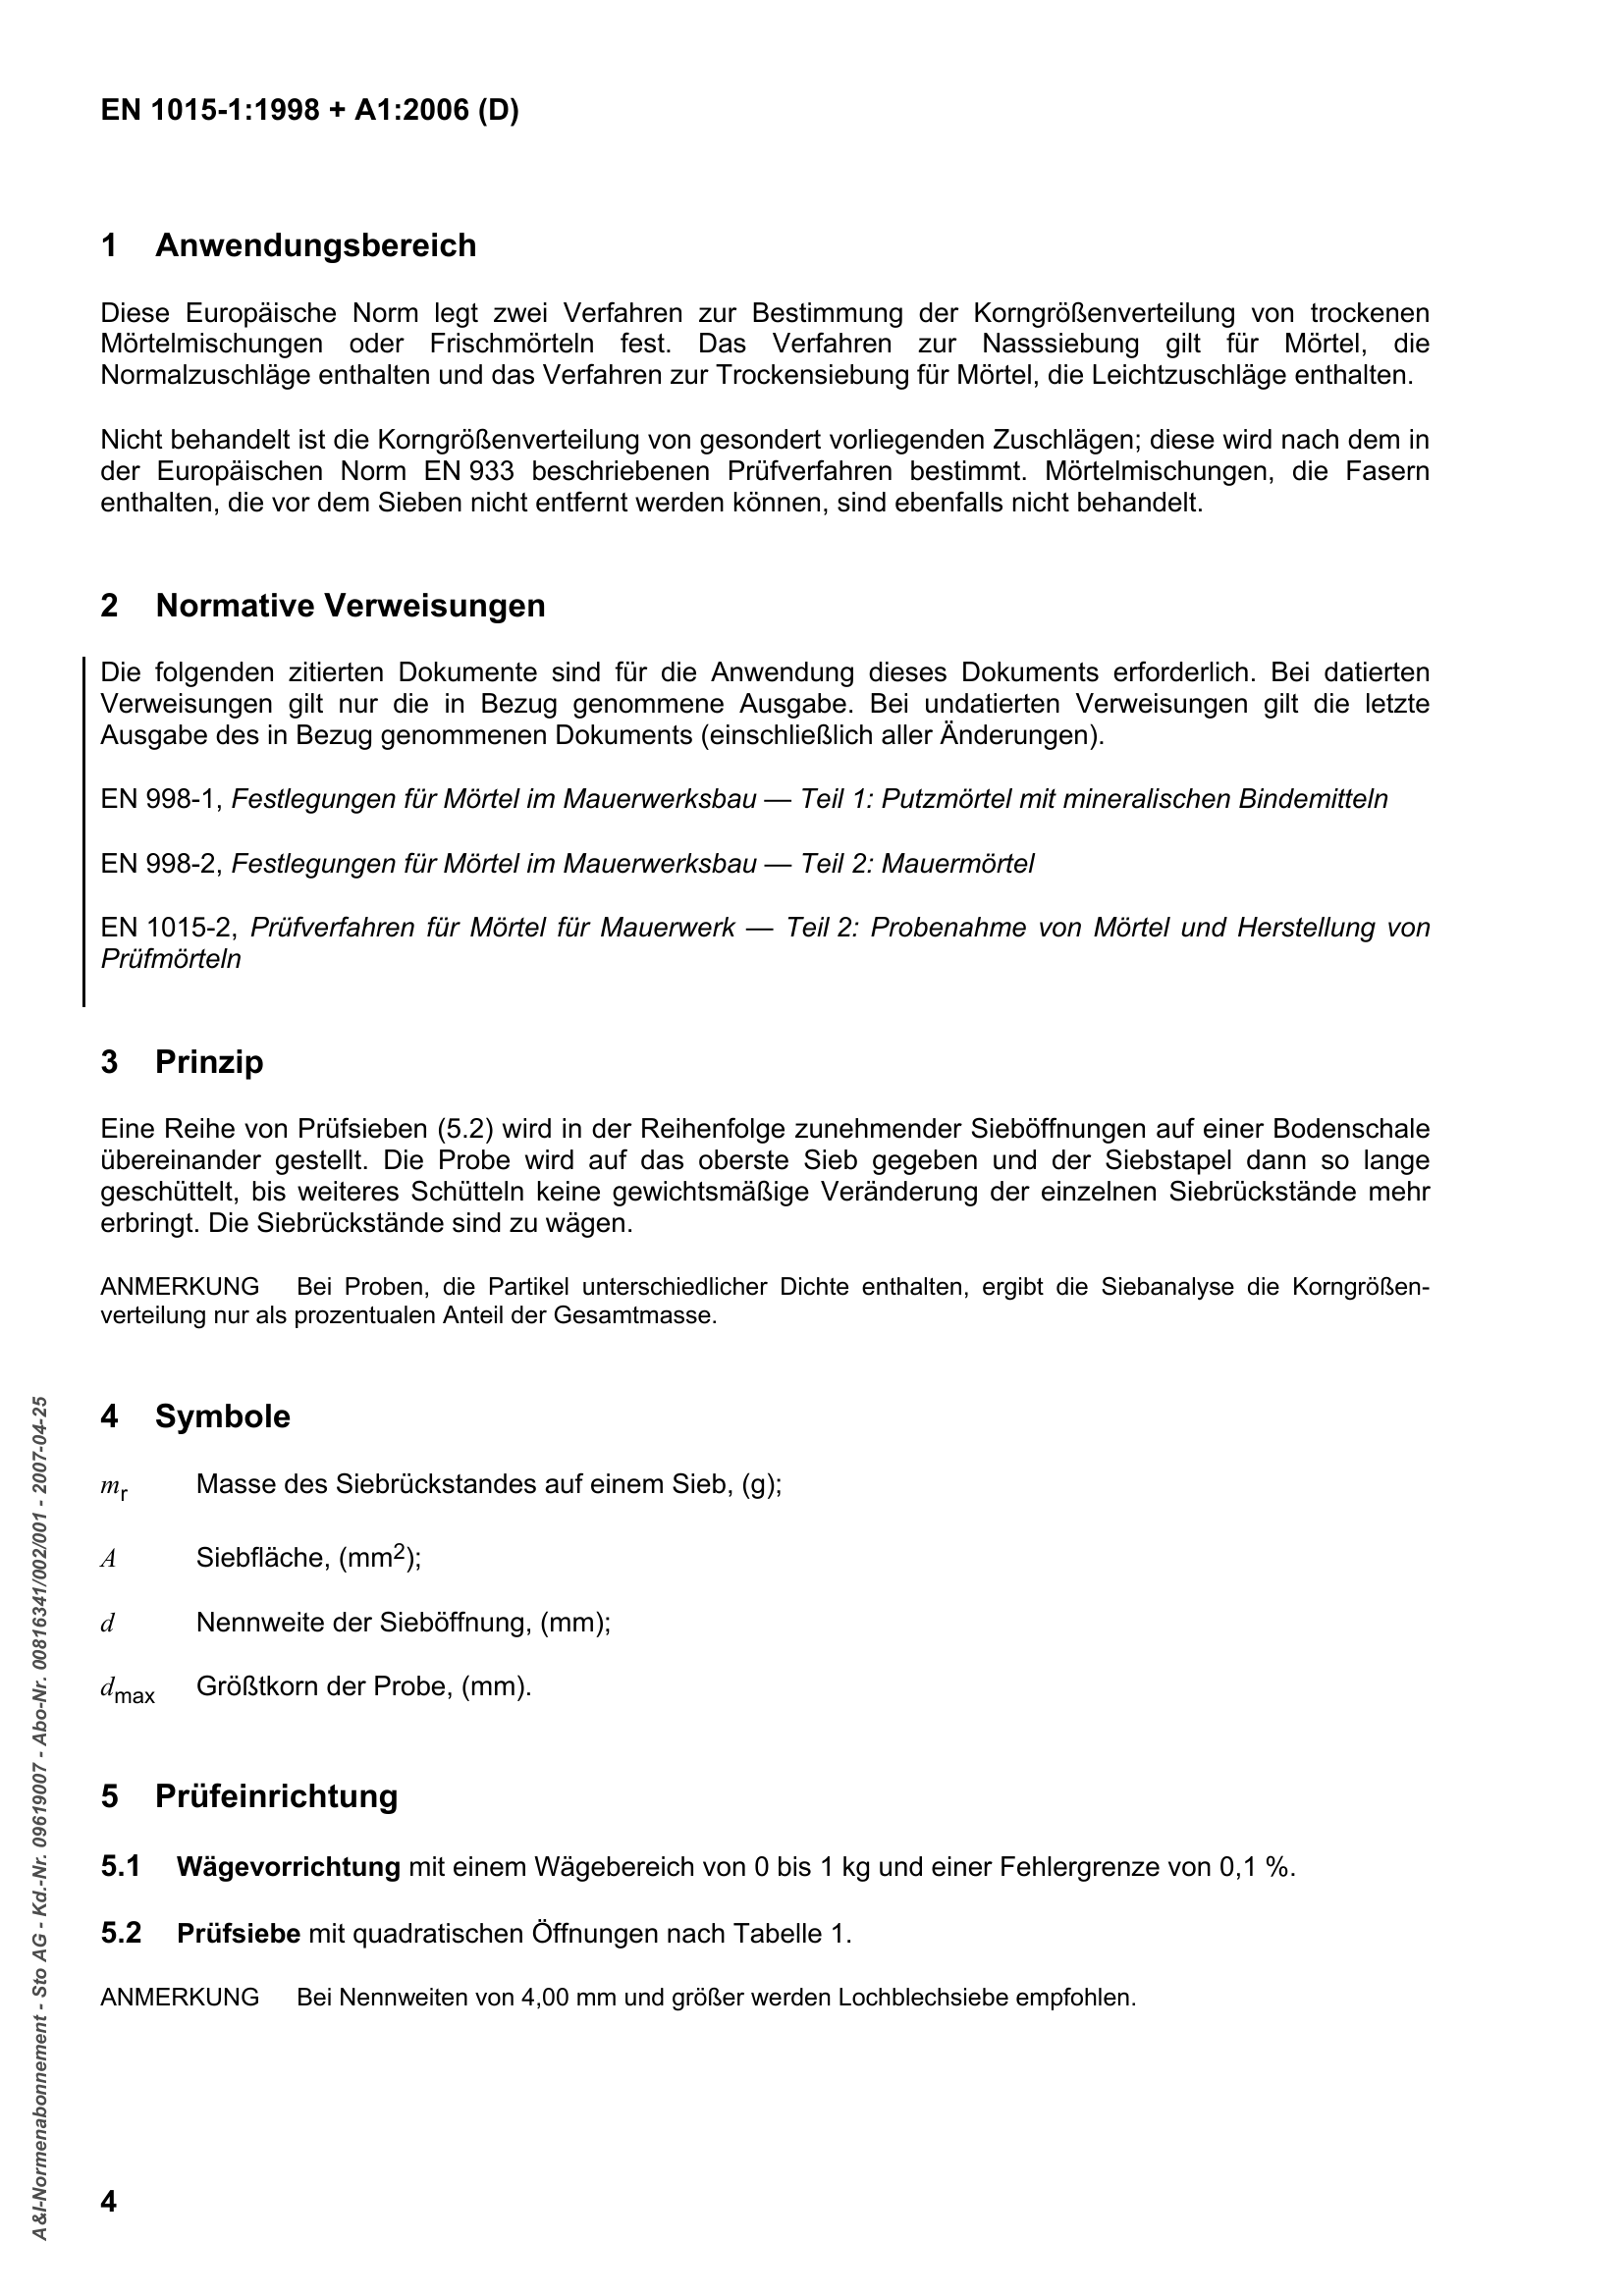 EN 1015-1:1998 + A1:2006 (D)
1 Anwendungsbereich
Diese Europäische Norm legt zwei Verfahren zur Bestimmung der Korngrößenverteilung von trockenen
Mörtelmischungen oder Frischmörteln fest. Das Verfahren zur Nasssiebung gilt für Mörtel, die
Normalzuschläge enthalten und das Verfahren zur Trockensiebung für Mörtel, die Leichtzuschläge enthalten.
Nicht behandelt ist die Korngrößenverteilung von gesondert vorliegenden Zuschlägen; diese wird nach dem in
der Europäischen Norm EN 933 beschriebenen Prüfverfahren bestimmt. Mörtelmischungen, die Fasern
enthalten, die vor dem Sieben nicht entfernt werden können, sind ebenfalls nicht behandelt.
2 Normative Verweisungen
Die folgenden zitierten Dokumente sind für die Anwendung dieses Dokuments erforderlich. Bei datierten
Verweisungen gilt nur die in Bezug genommene Ausgabe. Bei undatierten Verweisungen gilt die letzte
Ausgabe des in Bezug genommenen Dokuments (einschließlich aller Änderungen).
EN 998-1, Festlegungen für Mörtel im Mauerwerksbau — Teil 1: Putzmörtel mit mineralischen Bindemitteln
EN 998-2, Festlegungen für Mörtel im Mauerwerksbau — Teil 2: Mauermörtel
EN 1015-2, Prüfverfahren für Mörtel für Mauerwerk — Teil 2: Probenahme von Mörtel und Herstellung von
Prüfmörteln
3 Prinzip
Eine Reihe von Prüfsieben (5.2) wird in der Reihenfolge zunehmender Sieböffnungen auf einer Bodenschale
übereinander gestellt. Die Probe wird auf das oberste Sieb gegeben und der Siebstapel dann so lange
geschüttelt, bis weiteres Schütteln keine gewichtsmäßige Veränderung der einzelnen Siebrückstände mehr
erbringt. Die Siebrückstände sind zu wägen.
ANMERKUNG Bei Proben, die Partikel unterschiedlicher Dichte enthalten, ergibt die Siebanalyse die Korngrößen-
verteilung nur als prozentualen Anteil der Gesamtmasse.
4 Symbole
m_r Masse des Siebrückstandes auf einem Sieb, (g);
A Siebfläche, (mm²);
d Nennweite der Sieböffnung, (mm);
d_max Größtkorn der Probe, (mm).
5 Prüfeinrichtung
5.1 Wägevorrichtung mit einem Wägebereich von 0 bis 1 kg und einer Fehlergrenze von 0,1 %.
5.2 Prüfsiebe mit quadratischen Öffnungen nach Tabelle 1.
ANMERKUNG Bei Nennweiten von 4,00 mm und größer werden Lochblechsiebe empfohlen.
4
A&I-Normenabonnement - Sto AG - Kd.-Nr. 09619007 - Abo-Nr. 00816341/002/001 - 2007-04-25